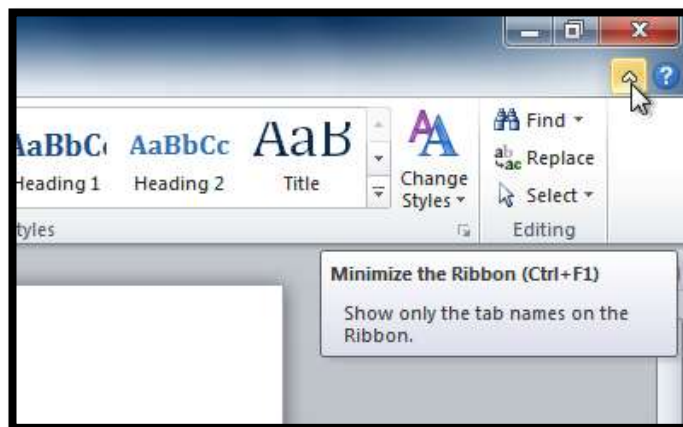 AaBbCc AaBbCc AaB
Heading 1 Heading 2 Title
Change
Styles
Find
Replace
Select
tyles
Editing
Minimize the Ribbon (Ctrl+F1)
Show only the tab names on the
Ribbon.